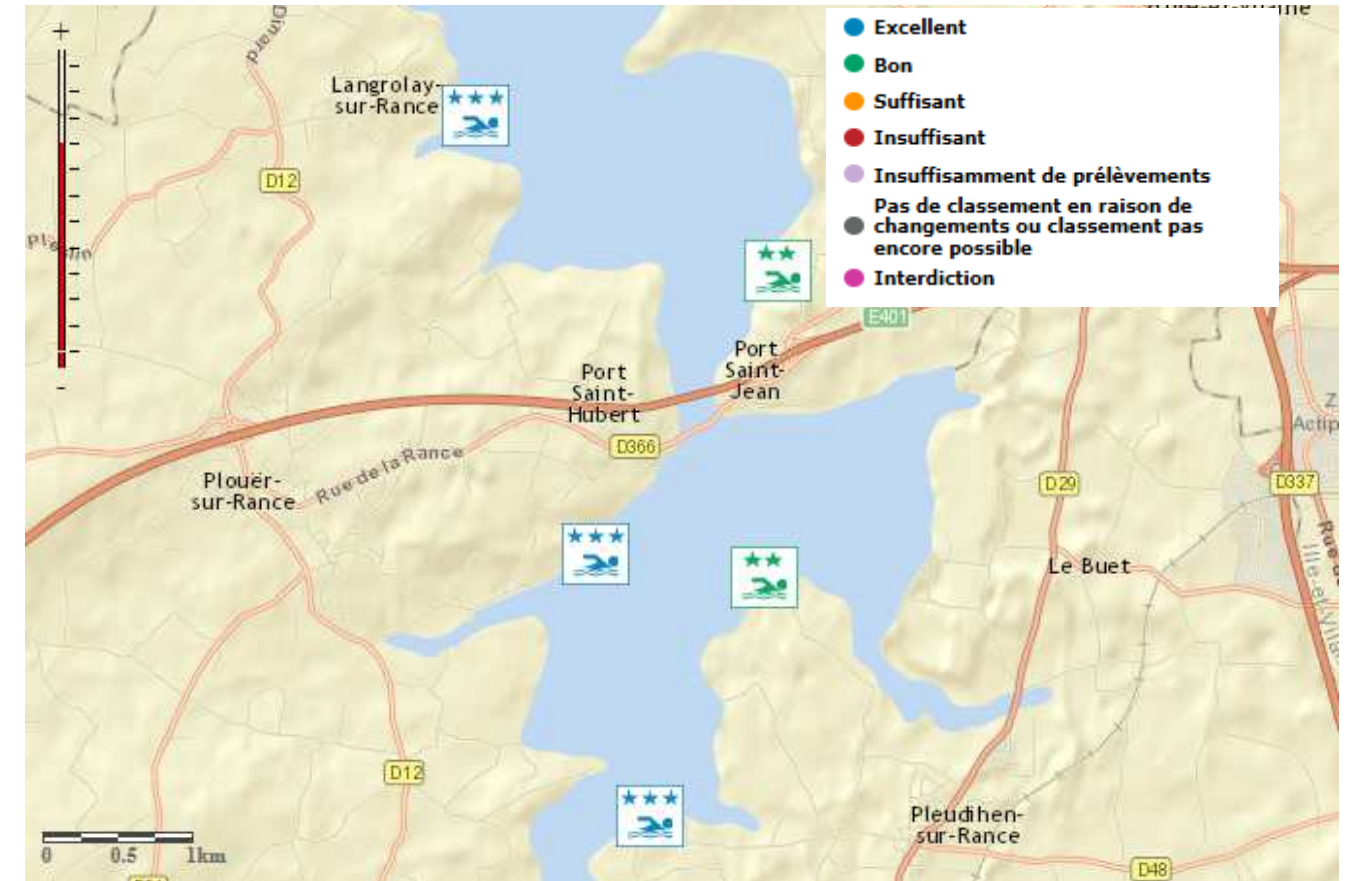 +
-
Dinard
Langrolay-
sur-Rance
D12
Excellent
Bon
Suffisant
Insuffisant
Insuffisamment de prélèvements
Pas de classement en raison de
changements ou classement pas
encore possible
Interdiction
E401
Port
Saint-
Hubert
Port
Saint-
Jean
D366
Plouër-
sur-Rance
Rue de la Rance
D29
D337
Le Buet
D12
Pleudihen-
sur-Rance
D48
0 0.5 1km